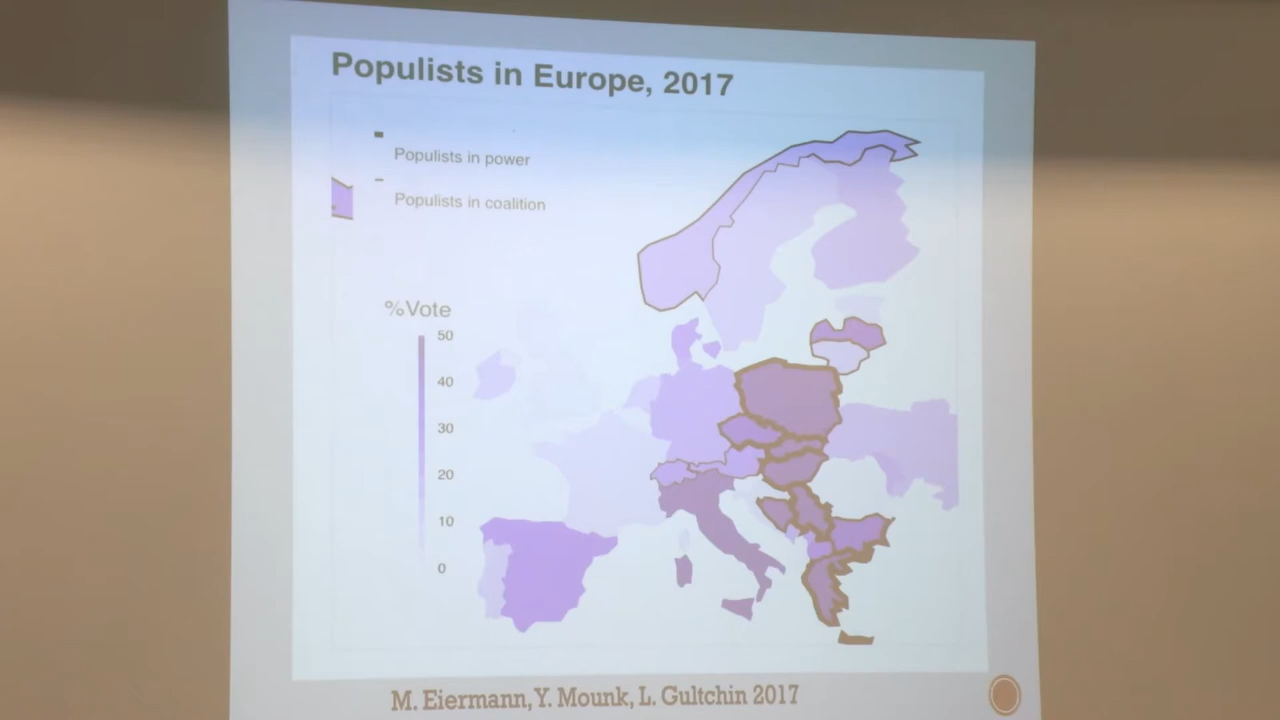 Populists in Europe, 2017
Populists in power
Populists in coalition
%Vote
50
40
30
20
10
0
M. Eiermann, Y. Mounk, L. Gultchin 2017